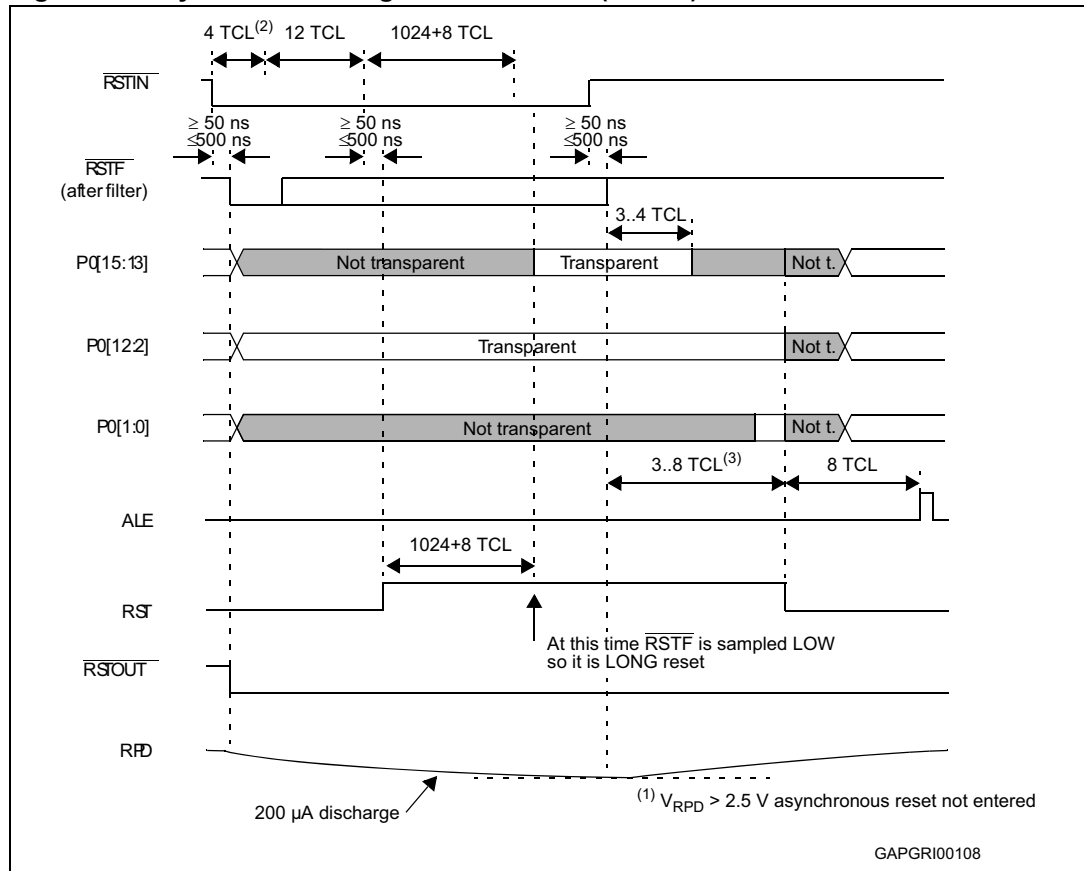 4 TCL(2) 12 TCL 1024+8 TCL
RSTIN
≥ 50 ns ≥ 50 ns ≥ 50 ns
≤500 ns ≤500 ns ≤500 ns
RSTF
(after filter)
3..4 TCL
P0[15:13] Not transparent Transparent Not t.
P0[12:2] Transparent Not t.
P0[1:0] Not transparent Not t.
3..8 TCL(3) 8 TCL
ALE
1024+8 TCL
RST
At this time RSTF is sampled LOW
so it is LONG reset
RSTOUT
RPD
200 µA discharge
(1) VRPD > 2.5 V asynchronous reset not entered
GAPGRI00108